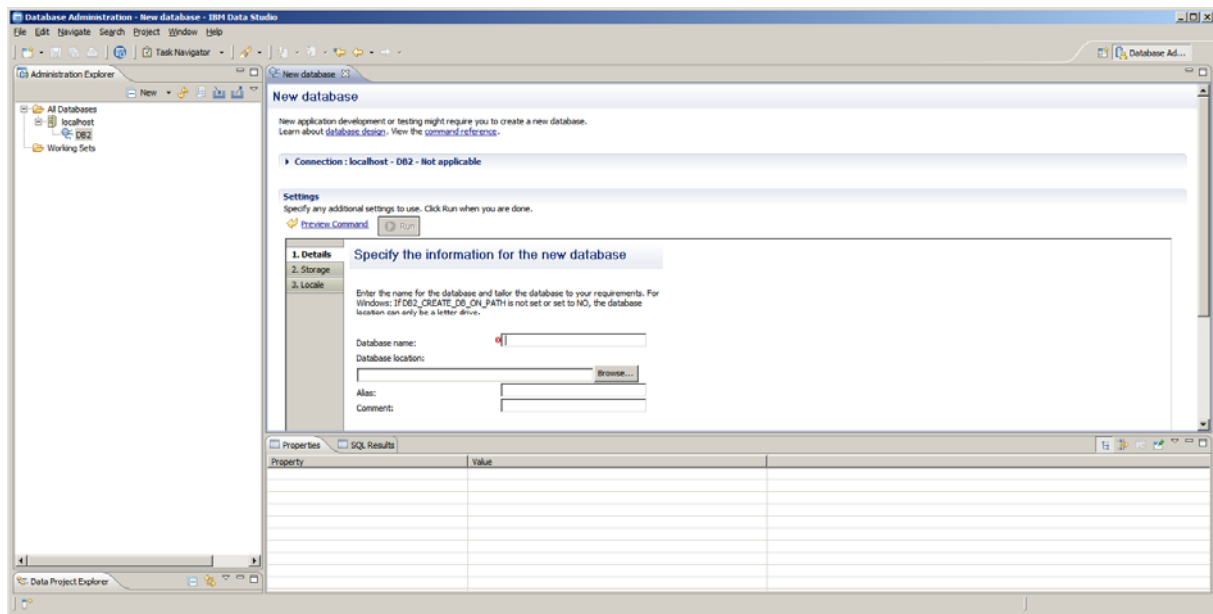 Database Administration - New database - IBM Data Studio
File Edit Navigate Search Project Window Help
Task Navigator
Database Ad...
Administration Explorer
New
All Databases
localhost
DB2
Working Sets
New database
New database
New application development or testing might require you to create a new database.
Learn about database design. View the command reference.
Connection : localhost - DB2 - Not applicable
Settings
Specify any additional settings to use. Click Run when you are done.
Preview Command
Run
1. Details
2. Storage
3. Locale
Specify the information for the new database
Enter the name for the database and tailor the database to your requirements. For
Windows: If DB2_CREATE_DB_ON_PATH is not set or set to NO, the database
location can only be a letter drive.
Database name:
Database location:
Browse...
Alias:
Comment:
Properties
SQL Results
Property
Value
Data Project Explorer